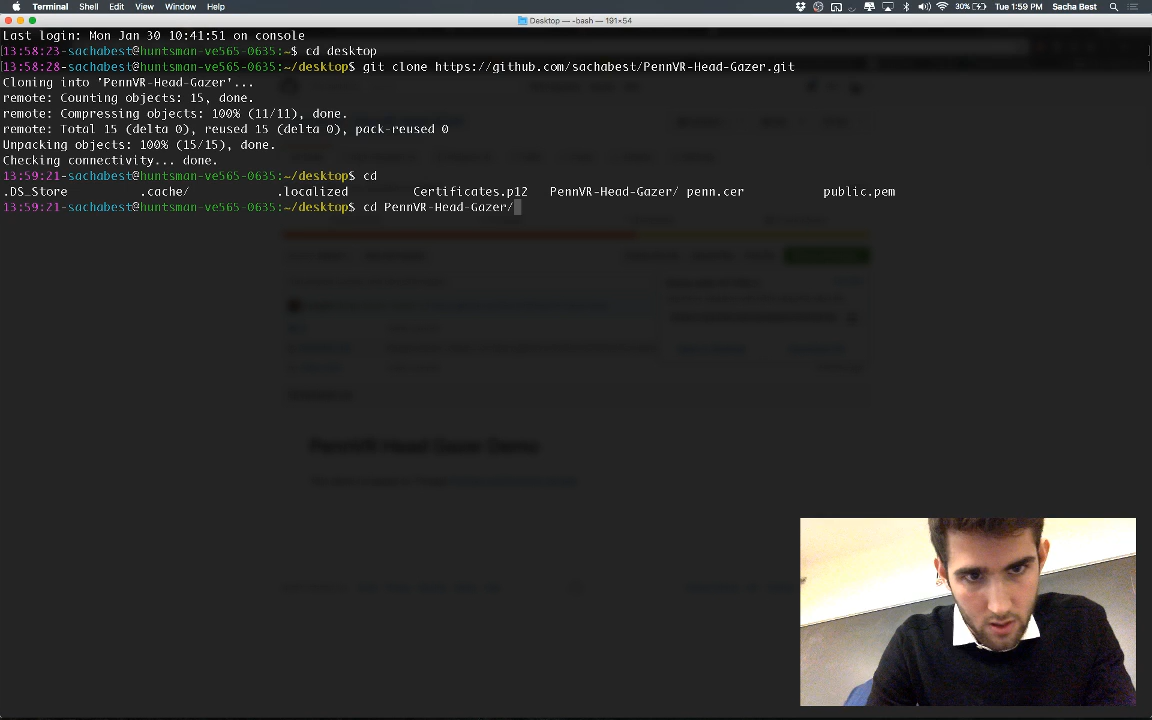 Terminal Shell Edit View Window Help 30% Tue 1:59 PM Sacha Best
Desktop — -bash — 191×54
Last login: Mon Jan 30 10:41:51 on console
[13:58:23-sachabest@huntsman-ve565-0635:~$ cd desktop ]
[13:58:28-sachabest@huntsman-ve565-0635:~/desktop$ git clone https://github.com/sachabest/PennVR-Head-Gazer.git ]
Cloning into 'PennVR-Head-Gazer'...
remote: Counting objects: 15, done.
remote: Compressing objects: 100% (11/11), done.
remote: Total 15 (delta 0), reused 15 (delta 0), pack-reused 0
Unpacking objects: 100% (15/15), done.
Checking connectivity... done.
13:59:21-sachabest@huntsman-ve565-0635:~/desktop$ cd
.DS_Store .cache/ .localized Certificates.p12 PennVR-Head-Gazer/ penn.cer public.pem
13:59:21-sachabest@huntsman-ve565-0635:~/desktop$ cd PennVR-Head-Gazer/